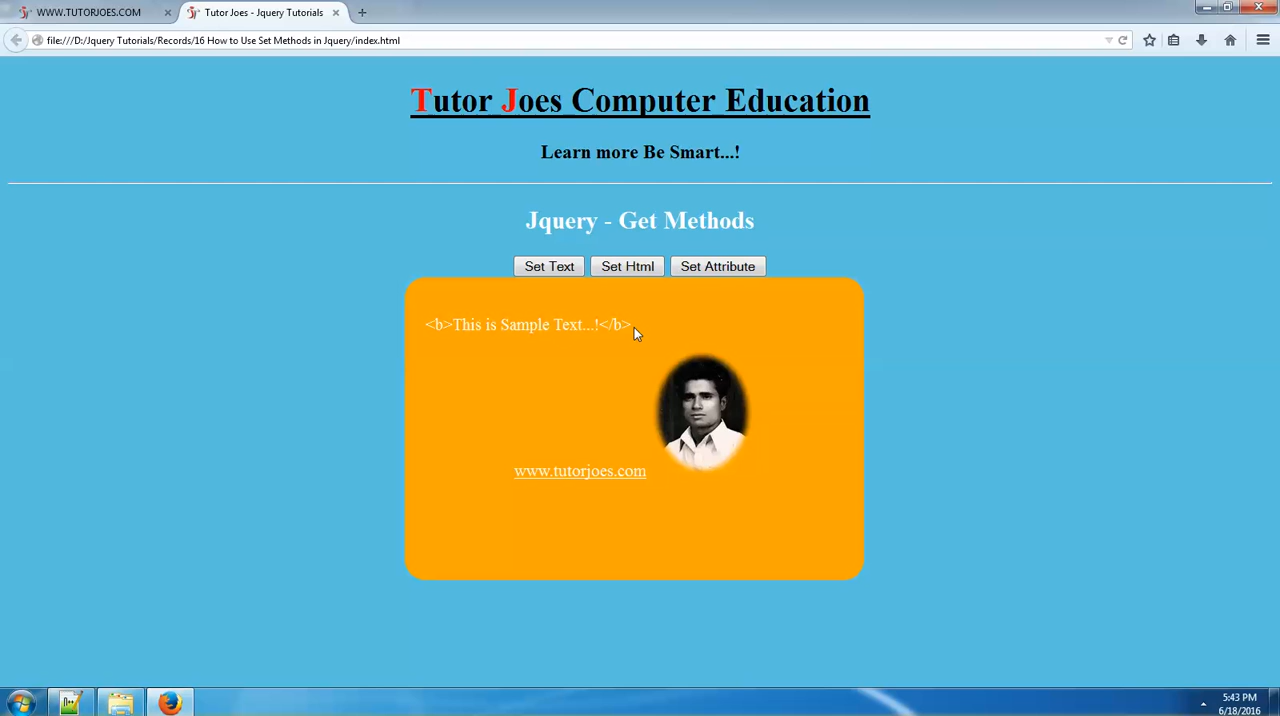 WWW.TUTORJOES.COM
Tutor Joes - Jquery Tutorials
file:///D:/Jquery Tutorials/Records/16 How to Use Set Methods in Jquery/index.html
Tutor Joes Computer Education
Learn more Be Smart...!
Jquery - Get Methods
Set Text Set Html Set Attribute
<b>This is Sample Text...!</b>
www.tutorjoes.com
5:43 PM
6/18/2016